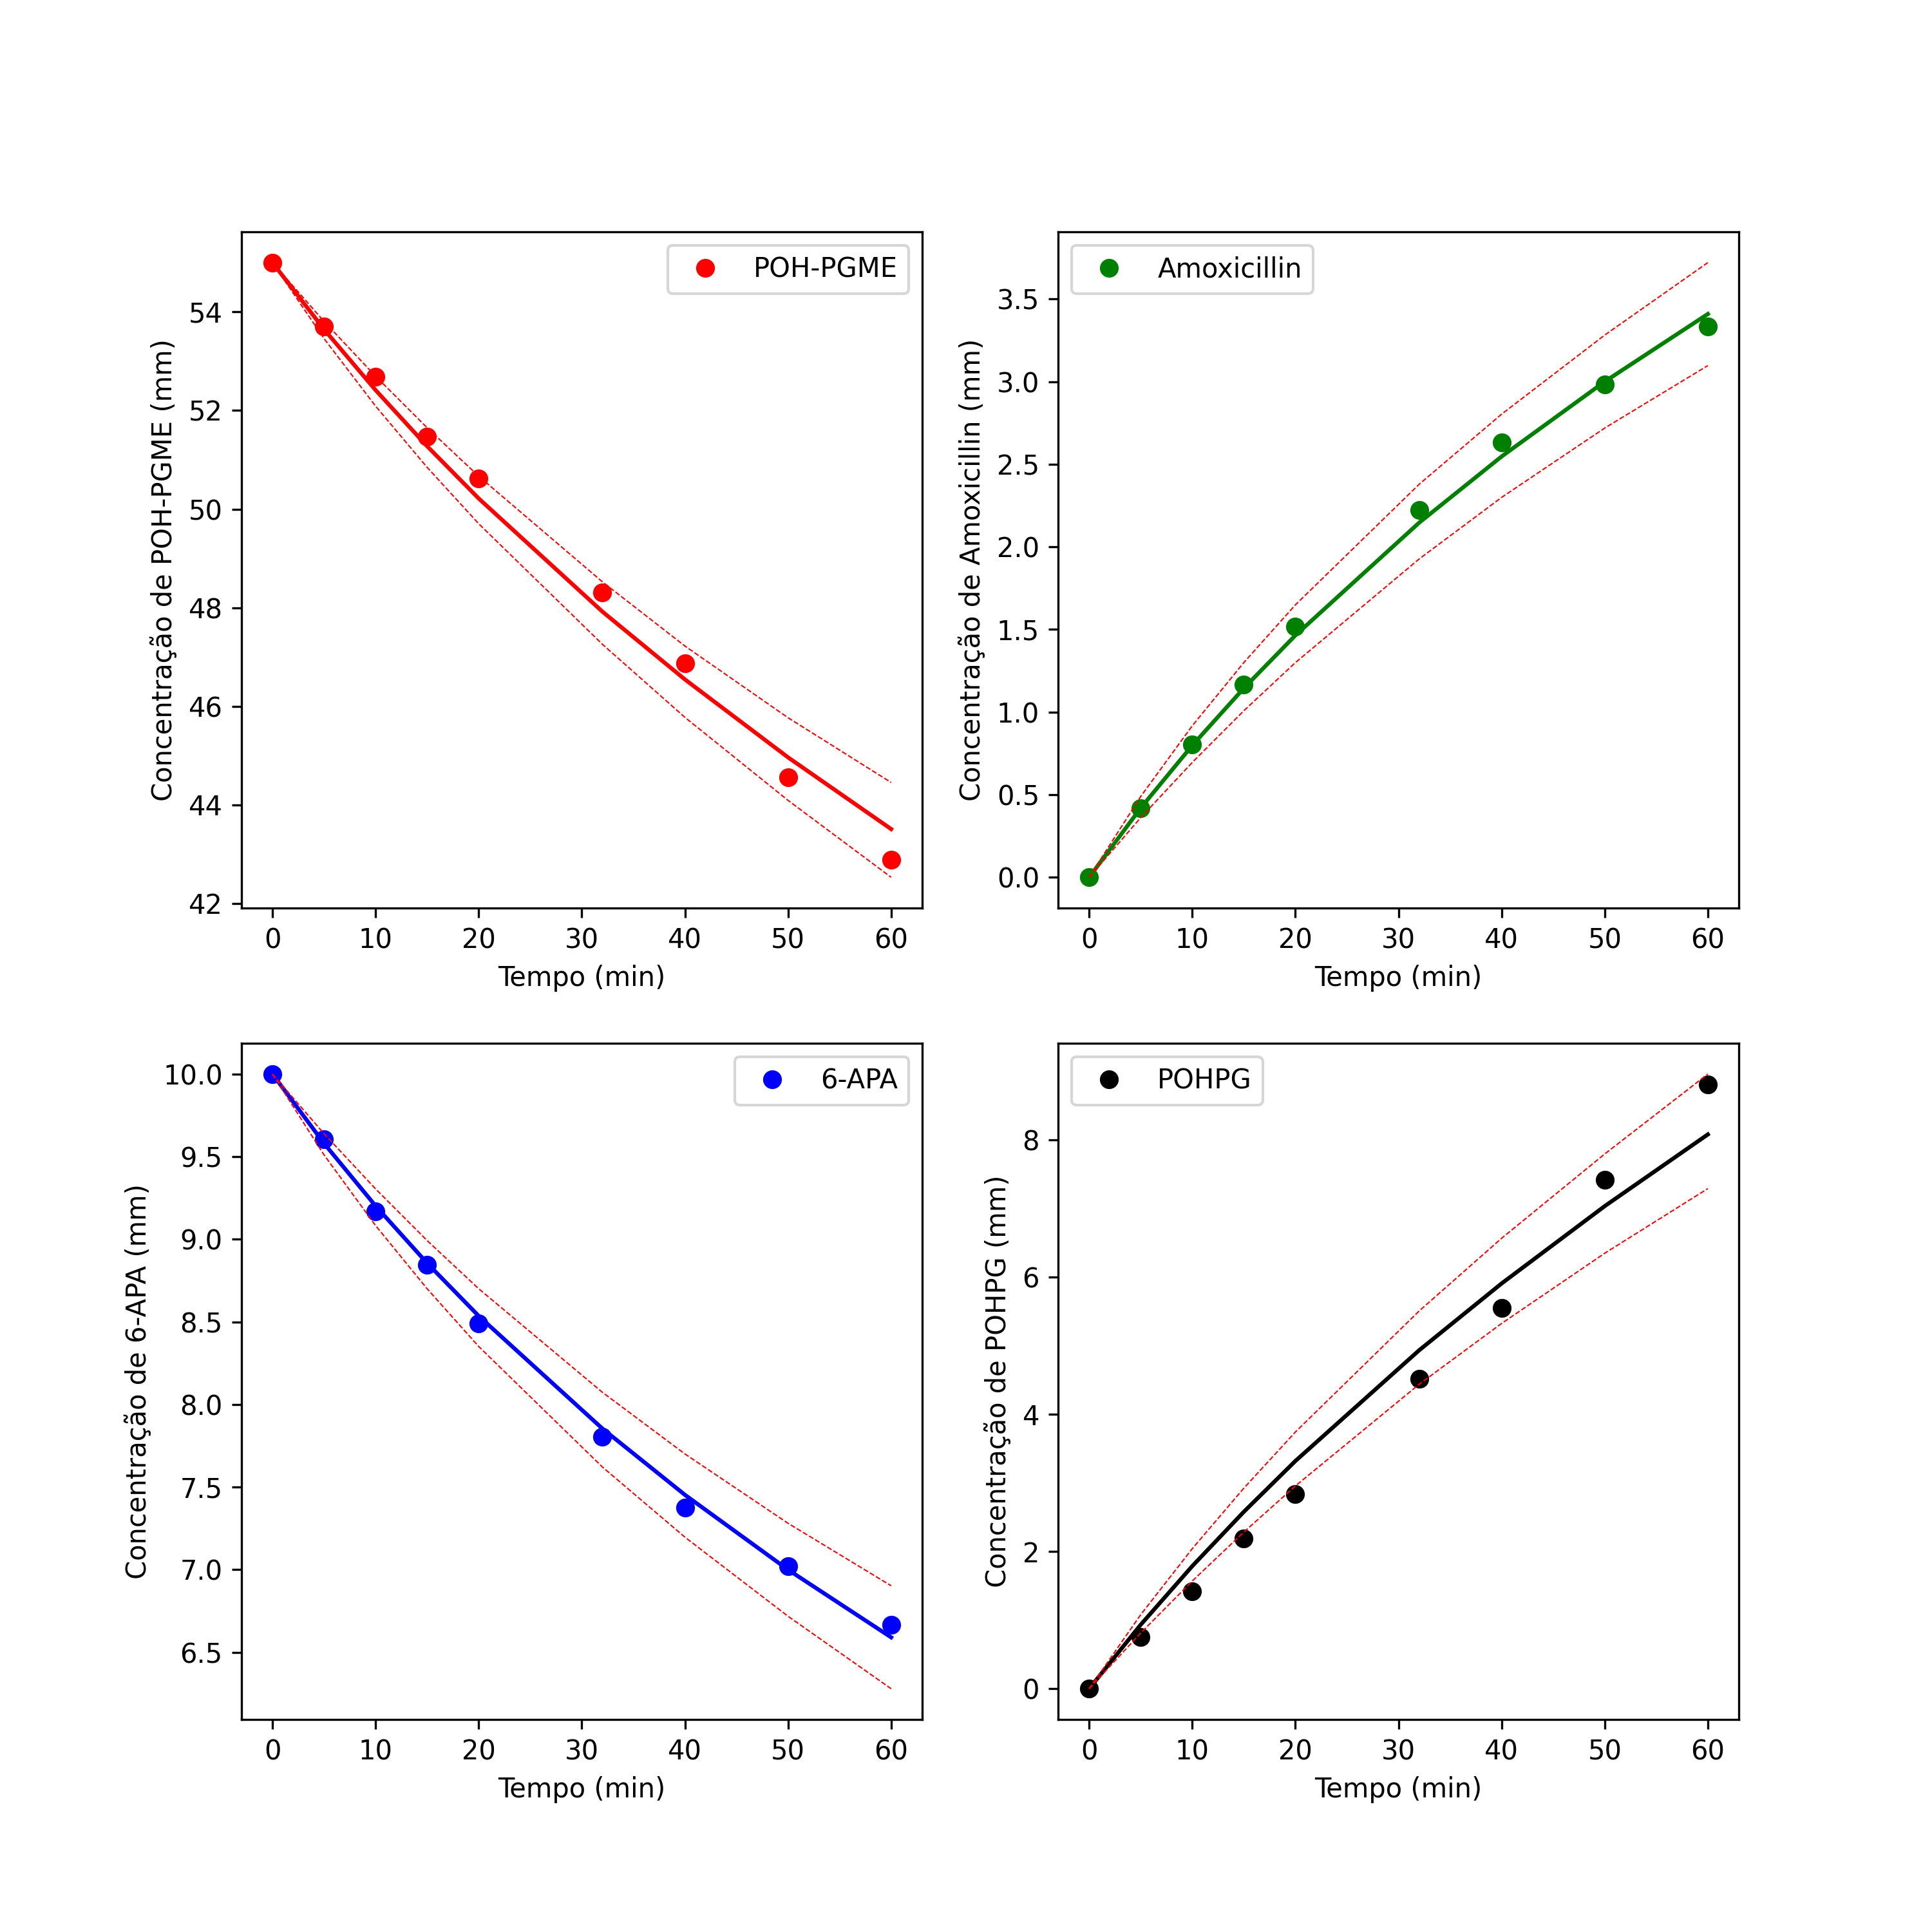 POH-PGME
Concentração de POH-PGME (mm)
54
52
50
48
46
44
42
0 10 20 30 40 50 60
Tempo (min)
Amoxicillin
Concentração de Amoxicillin (mm)
3.5
3.0
2.5
2.0
1.5
1.0
0.5
0.0
0 10 20 30 40 50 60
Tempo (min)
6-APA
Concentração de 6-APA (mm)
10.0
9.5
9.0
8.5
8.0
7.5
7.0
6.5
0 10 20 30 40 50 60
Tempo (min)
POHPG
Concentração de POHPG (mm)
8
6
4
2
0
0 10 20 30 40 50 60
Tempo (min)